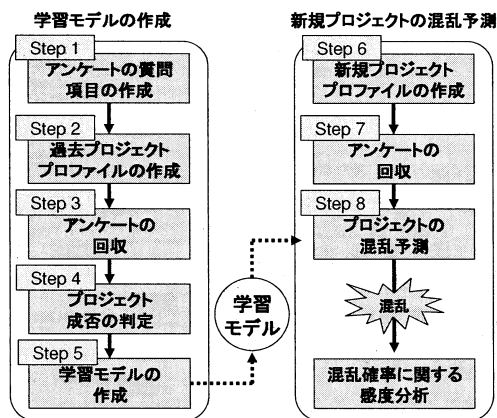 学習モデルの作成
Step 1
アンケートの質問
項目の作成
Step 2
過去プロジェクト
プロファイルの作成
Step 3
アンケートの
回収
Step 4
プロジェクト
成否の判定
Step 5
学習モデルの
作成
学習
モデル
新規プロジェクトの混乱予測
Step 6
新規プロジェクト
プロファイルの作成
Step 7
アンケートの
回収
Step 8
プロジェクトの
混乱予測
混乱
混乱確率に関する
感度分析